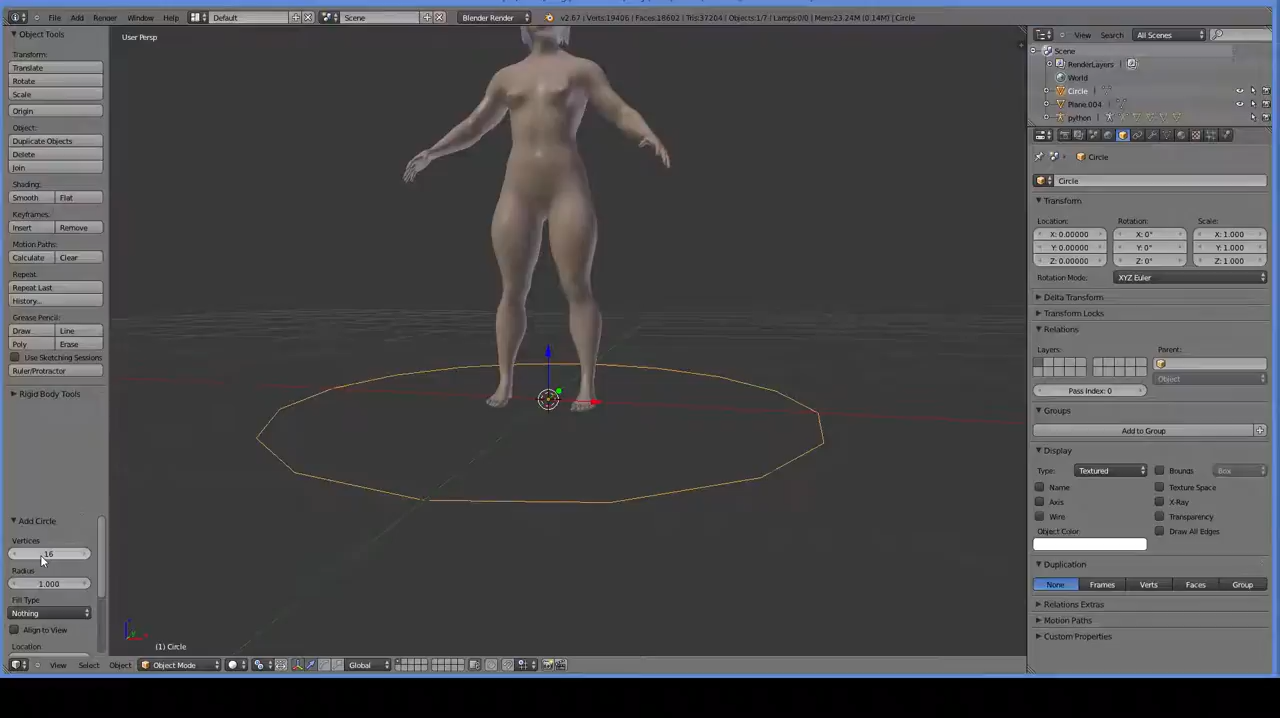 File Add Render Window Help Default Scene Blender Render v2.67 | Verts:19406 | Faces:18602 | Tris:37204 | Objects:1/7 | Lamps:0/0 | Mem:23.24M (0.14M) | Circle
Object Tools
Transform:
Translate
Rotate
Scale
Origin
Object:
Duplicate Objects
Delete
Join
Shading:
Smooth Flat
Keyframes:
Insert Remove
Motion Paths:
Calculate Clear
Repeat:
Repeat Last
History...
Grease Pencil:
Draw Line
Poly Erase
Use Sketching Sessions
Ruler/Protractor
Rigid Body Tools
Add Circle
Vertices
16
Radius
1.000
Fill Type
Nothing
Align to View
Location
User Persp
(1) Circle
View Select Object Object Mode Global
View Search All Scenes
Scene
RenderLayers |
World
Circle |
Plane.004 |
python |
Circle
Circle
Transform
Location: Rotation: Scale:
X: 0.00000 X: 0° X: 1.000
Y: 0.00000 Y: 0° Y: 1.000
Z: 0.00000 Z: 0° Z: 1.000
Rotation Mode: XYZ Euler
Delta Transform
Transform Locks
Relations
Layers: Parent:
Object
Pass Index: 0
Groups
Add to Group
Display
Type: Textured Bounds Box
Name Texture Space
Axis X-Ray
Wire Transparency
Object Color: Draw All Edges
Duplication
None Frames Verts Faces Group
Relations Extras
Motion Paths
Custom Properties